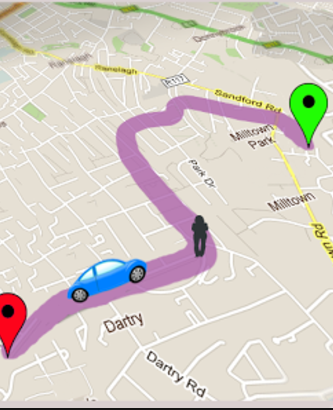 Ranelagh
R117
Sandford Rd
Milltown
Park
Park Dr
Milltown
Dartry
Dartry Rd